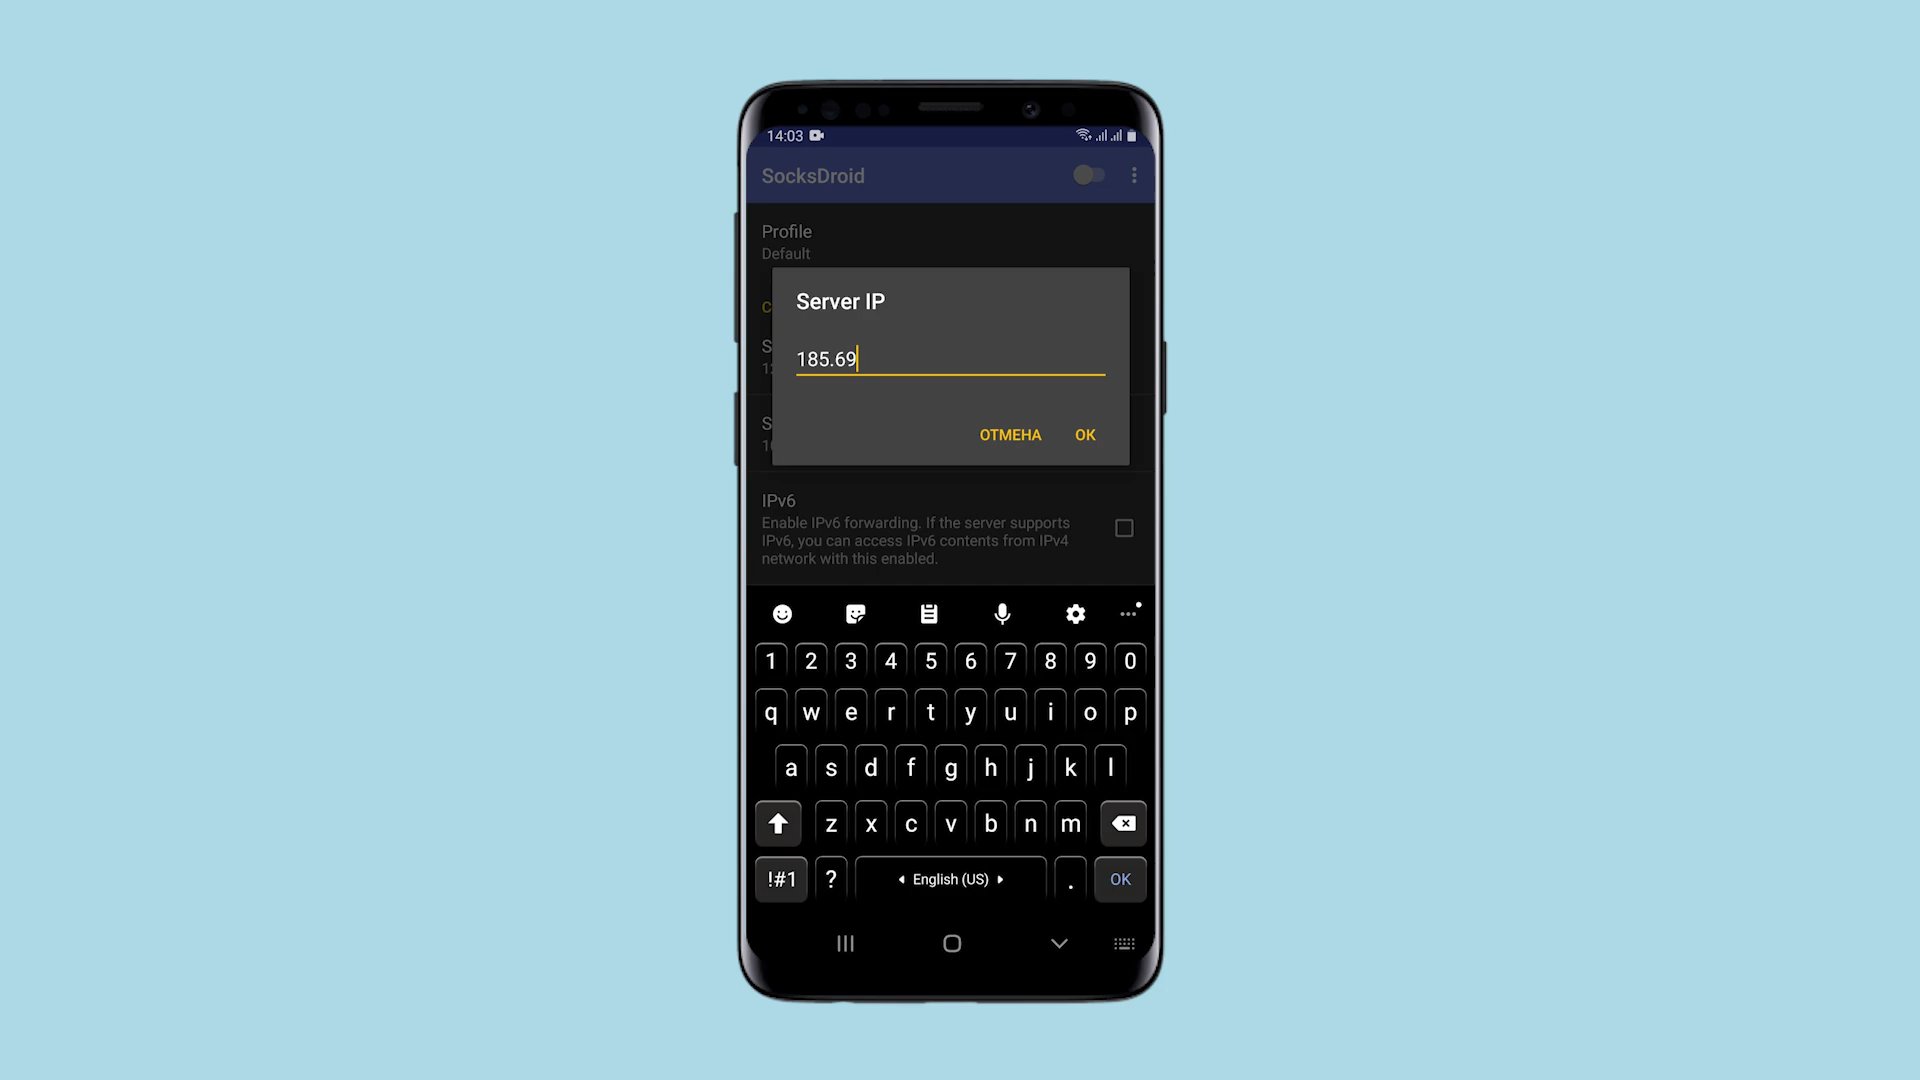 14:03
SocksDroid
Profile
Default
C
Server IP
S
185.69
S
ОТМЕНА OK
IPv6
Enable IPv6 forwarding. If the server supports
IPv6, you can access IPv6 contents from IPv4
network with this enabled.
1 2 3 4 5 6 7 8 9 0
q w e r t y u i o p
a s d f g h j k l
z x c v b n m
!#1 ? English (US) . OK